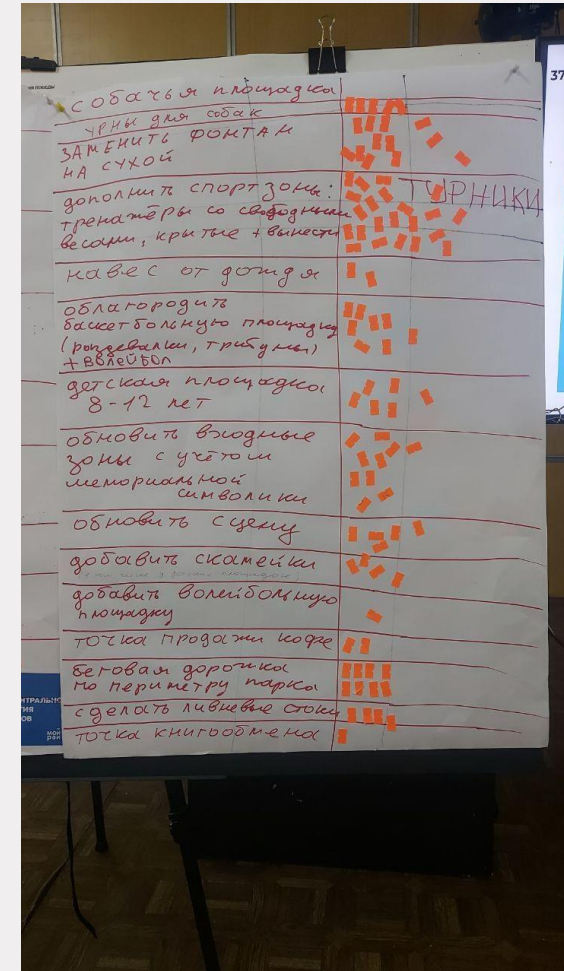 собачья площадка
урны для собак
ЗАМЕНИТЬ ФОНТАН
НА СУХОЙ
дополнить спортзоны: ТУРНИКИ
тренажёры со свободными
весами, крытые + вынести
навес от дождя
облагородить
баскетбольную площадку
(раздевалки, трибуны)
+ волейбол
детская площадка
8-12 лет
обновить входные
зоны с учётом
мемориальной
символики
обновить сцену
добавить скамейки
добавить волейбольную
площадку
точка продажи кофе
беговая дорожка
по периметру парка
сделать ливневые стоки
точка книгообмена
37